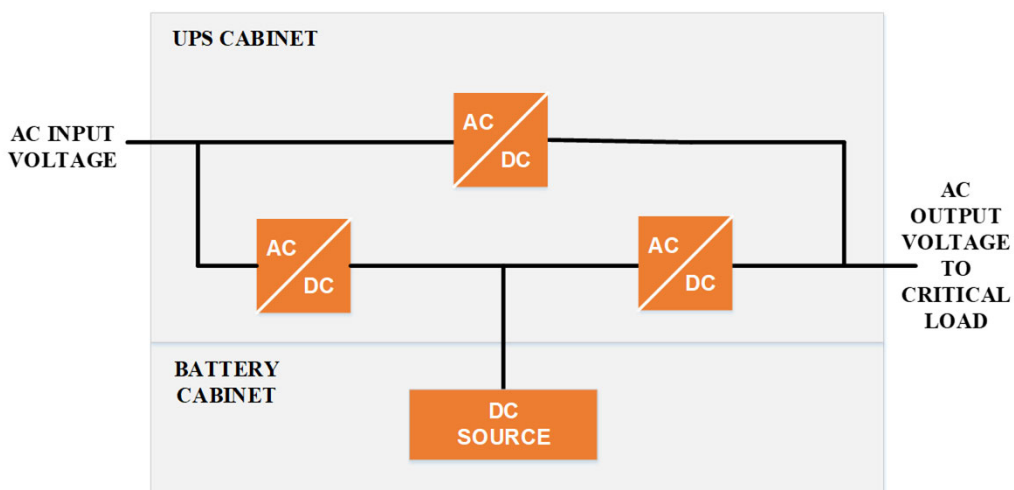 UPS CABINET
AC INPUT
VOLTAGE
AC
DC
AC
DC
AC
DC
AC
OUTPUT
VOLTAGE
TO
CRITICAL
LOAD
BATTERY
CABINET
DC
SOURCE